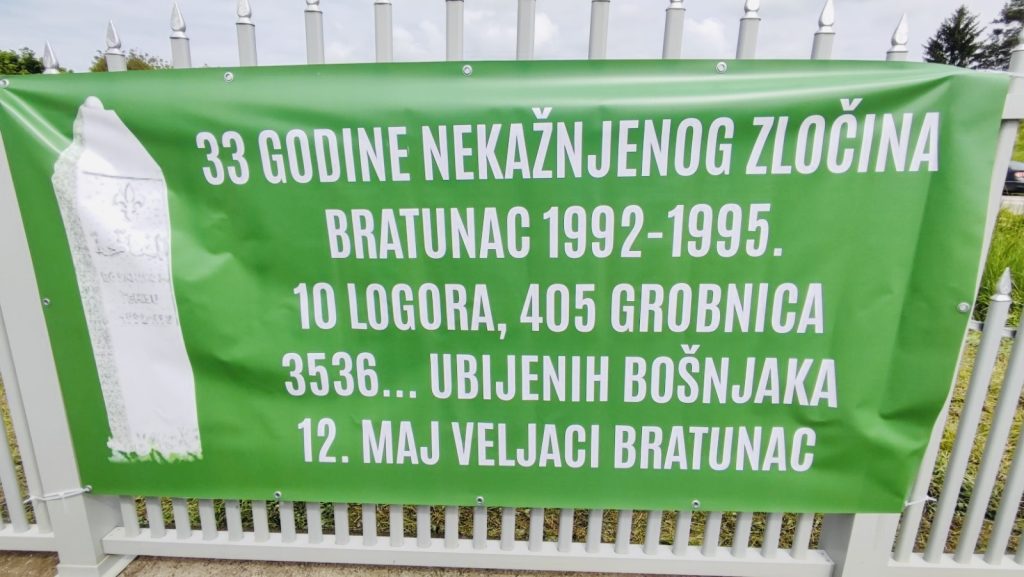 33 GODINE NEKAŽNJENOG ZLOČINA
BRATUNAC 1992-1995.
10 LOGORA, 405 GROBNICA
3536... UBIJENIH BOŠNJAKA
12. MAJ VELJACI BRATUNAC